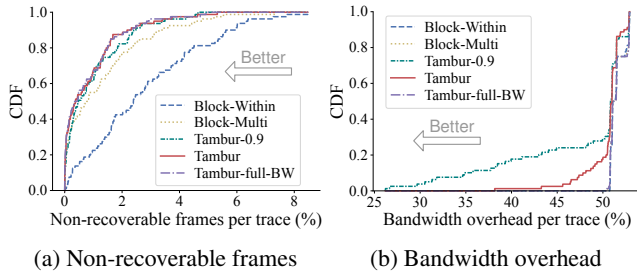 1.0
0.8
0.6
0.4
0.2
0.0
CDF
Better
Block-Within
Block-Multi
Tambur-0.9
Tambur
Tambur-full-BW
0 2 4 6 8
Non-recoverable frames per trace (%)
(a) Non-recoverable frames
1.0
0.8
0.6
0.4
0.2
0.0
CDF
Block-Within
Block-Multi
Tambur-0.9
Tambur
Tambur-full-BW
Better
25 30 35 40 45 50
Bandwidth overhead per trace (%)
(b) Bandwidth overhead